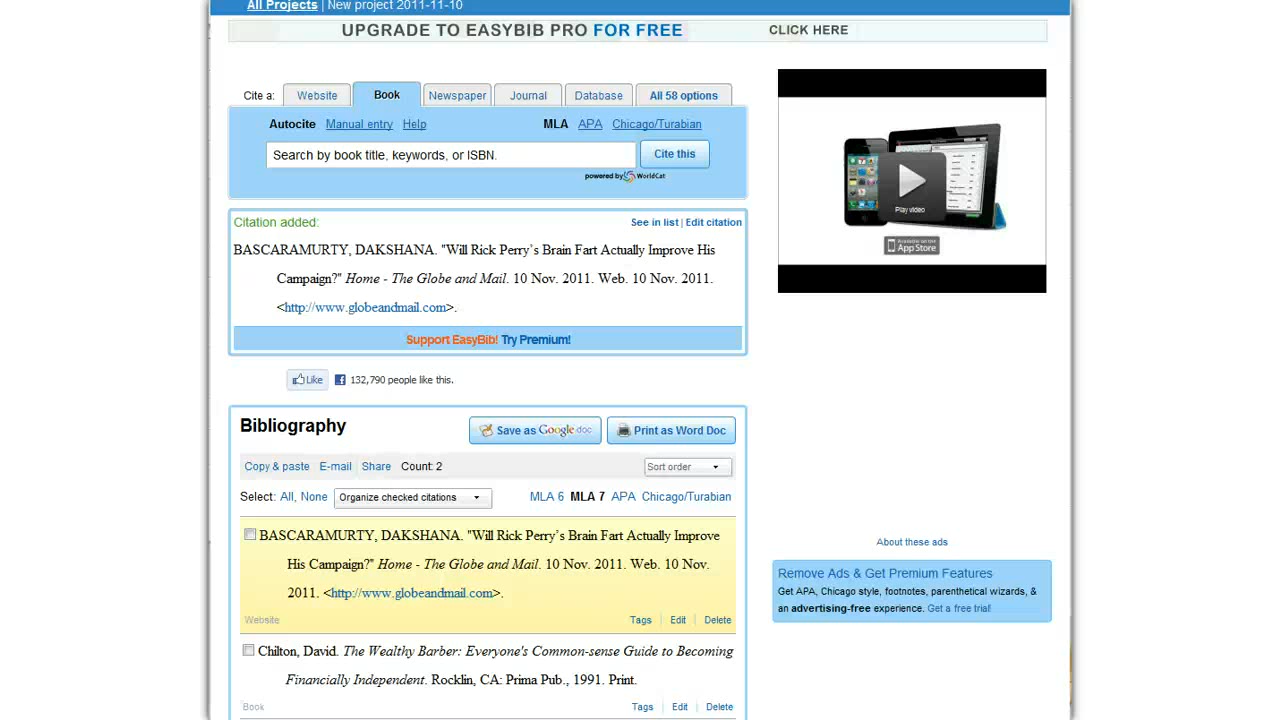 All Projects | New project 2011-11-10
UPGRADE TO EASYBIB PRO FOR FREE CLICK HERE
Cite a: Website Book Newspaper Journal Database All 58 options
Autocite Manual entry Help MLA APA Chicago/Turabian
Search by book title, keywords, or ISBN. Cite this
powered by WorldCat
Citation added: See in list | Edit citation
BASCARAMURTY, DAKSHANA. "Will Rick Perry's Brain Fart Actually Improve His
Campaign?" Home - The Globe and Mail. 10 Nov. 2011. Web. 10 Nov. 2011.
<http://www.globeandmail.com>.
Support EasyBib! Try Premium!
Like 132,790 people like this.
Play video
Available on the
App Store
Bibliography Save as Google doc Print as Word Doc
Copy & paste E-mail Share Count: 2 Sort order
Select: All, None Organize checked citations MLA 6 MLA 7 APA Chicago/Turabian
BASCARAMURTY, DAKSHANA. "Will Rick Perry's Brain Fart Actually Improve
His Campaign?" Home - The Globe and Mail. 10 Nov. 2011. Web. 10 Nov.
2011. <http://www.globeandmail.com>.
Website Tags Edit Delete
Chilton, David. The Wealthy Barber: Everyone's Common-sense Guide to Becoming
Financially Independent. Rocklin, CA: Prima Pub., 1991. Print.
Book Tags Edit Delete
About these ads
Remove Ads & Get Premium Features
Get APA, Chicago style, footnotes, parenthetical wizards, &
an advertising-free experience. Get a free trial!